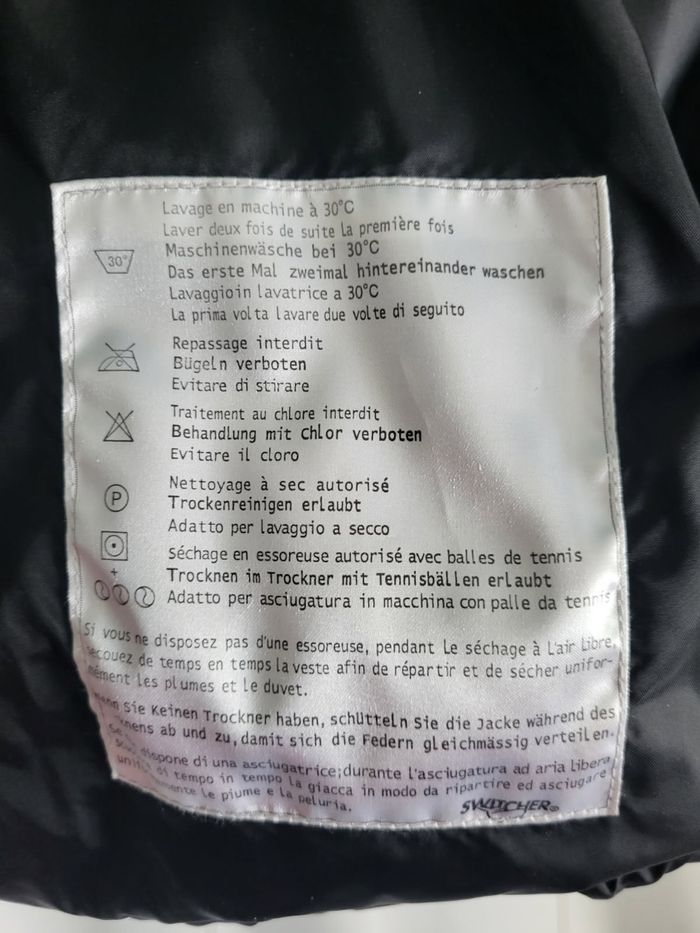 Lavage en machine à 30°C
Laver deux fois de suite la première fois
30°
Maschinenwäsche bei 30°C
Das erste Mal zweimal hintereinander waschen
Lavaggioin lavatrice a 30°C
La prima volta lavare due volte di seguito
Repassage interdit
Bügeln verboten
Evitare di stirare
Traitement au chlore interdit
Behandlung mit Chlor verboten
Evitare il cloro
P
Nettoyage à sec autorisé
Trockenreinigen erlaubt
Adatto per lavaggio a secco
séchage en essoreuse autorisé avec balles de tennis
+
Trocknen im Trockner mit Tennisbällen erlaubt
Adatto per asciugatura in macchina con palle da tennis
Si vous ne disposez pas d'une essoreuse, pendant le séchage à l'air libre,
secouez de temps en temps la veste afin de répartir et de sécher unifor-
mément les plumes et le duvet.
Wenn Sie Keinen Trockner haben, schütteln Sie die Jacke während des
ab und zu, damit sich die Federn gleichmässig verteilen.
dispone di una asciugatrice; durante l'asciugatura ad aria libera
di tempo in tempo la giacca in modo da ripartire ed asciugare
le piume e la peluria.
SWITCHER®